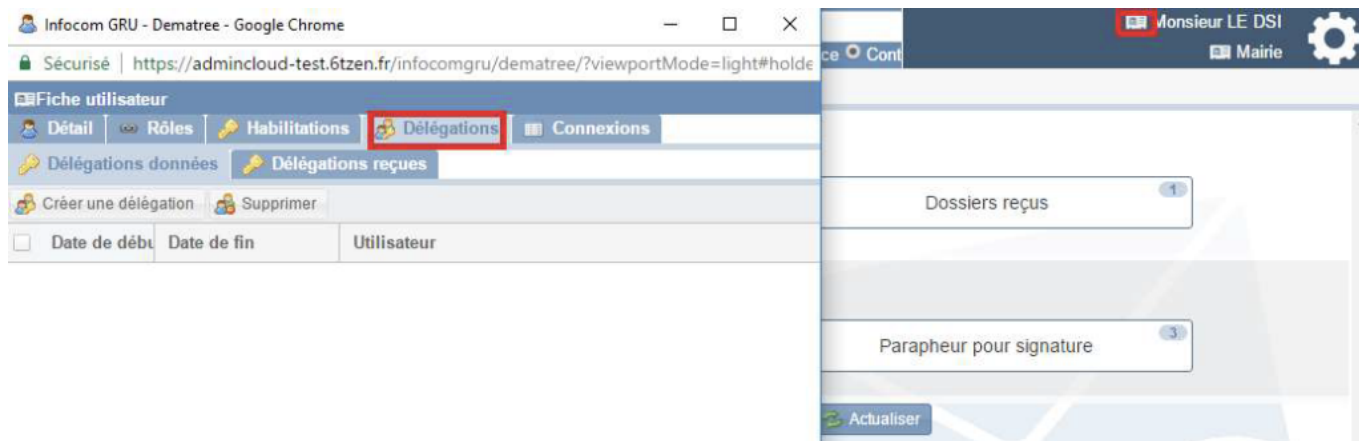 Infocom GRU - Dematree - Google Chrome
Sécurisé | https://admincloud-test.6tzen.fr/infocomgru/dematree/?viewportMode=light#holde
Fiche utilisateur
Détail Rôles Habilitations Délégations Connexions
Délégations données Délégations reçues
Créer une délégation Supprimer
Date de débu Date de fin Utilisateur
Monsieur LE DSI
ce Cont Mairie
Dossiers reçus 1
Parapheur pour signature 3
Actualiser